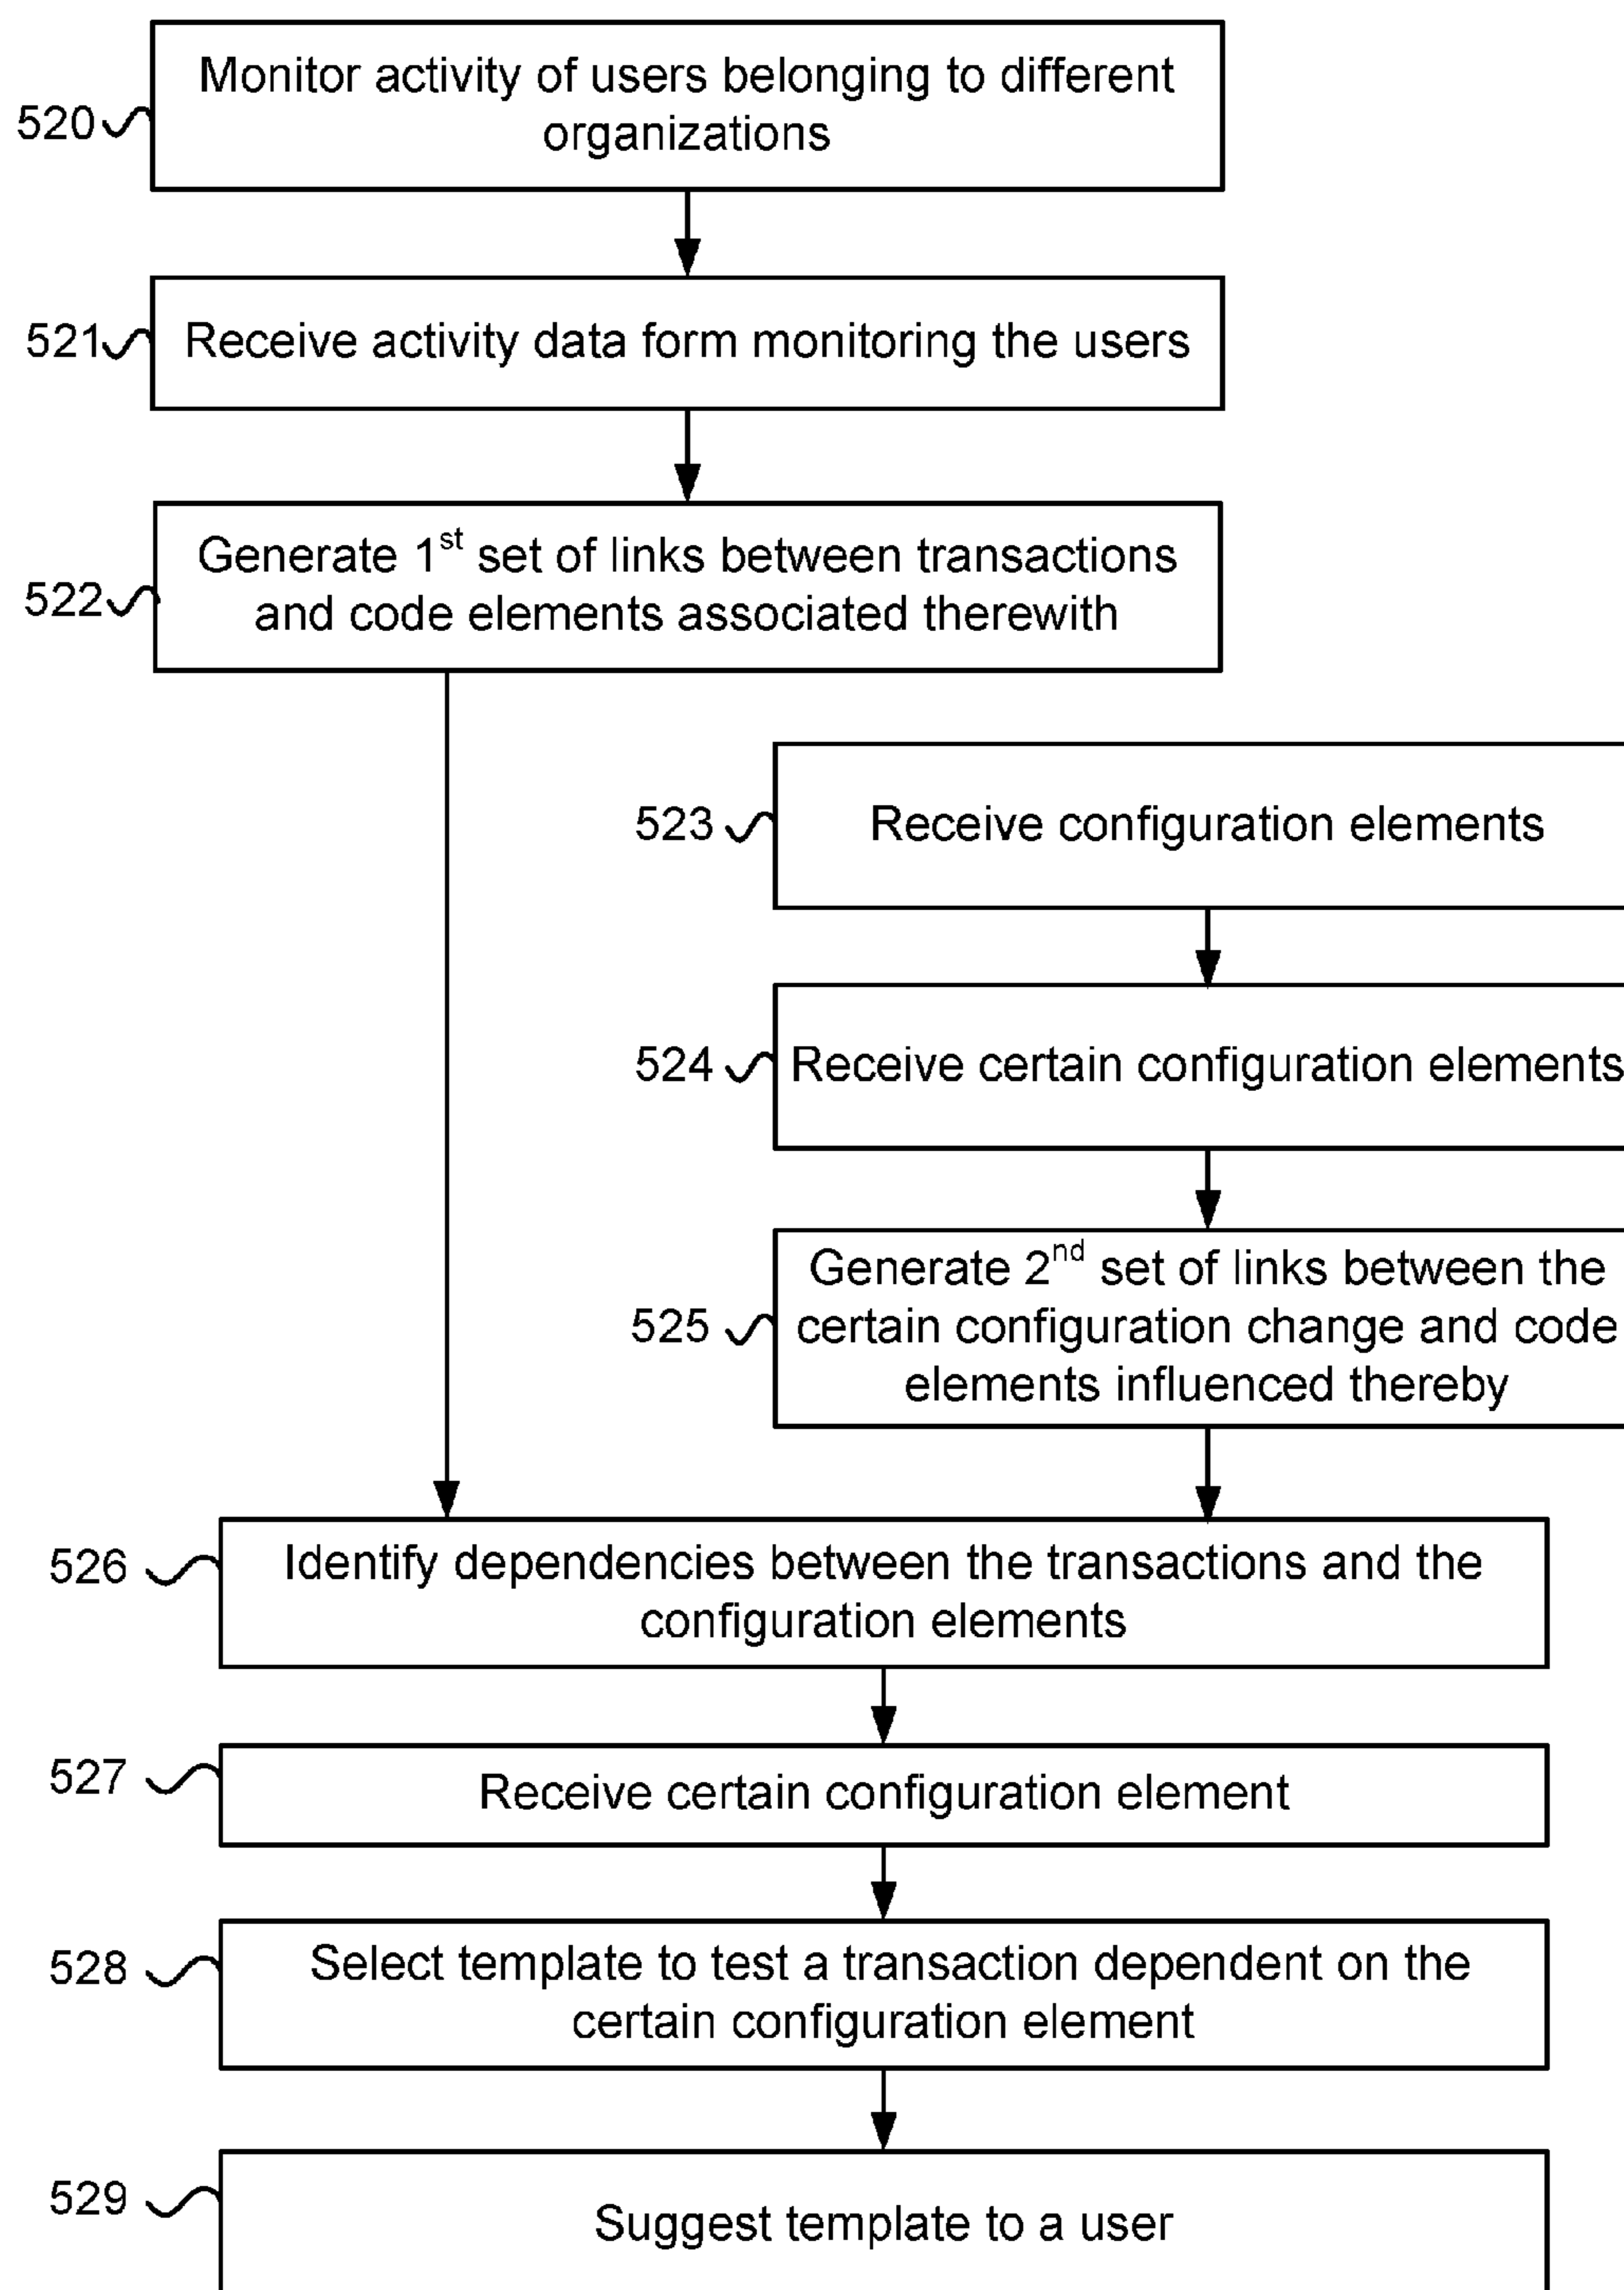 Monitor activity of users belonging to different
organizations
520
521
Receive activity data form monitoring the users
Generate 1st set of links between transactions
and code elements associated therewith
522
523
Receive configuration elements
524
Receive certain configuration elements
Generate 2nd set of links between the
525
certain configuration change and code
elements influenced thereby
526
Identify dependencies between the transactions and the
configuration elements
527
Receive certain configuration element
528
Select template to test a transaction dependent on the
certain configuration element
529
Suggest template to a user